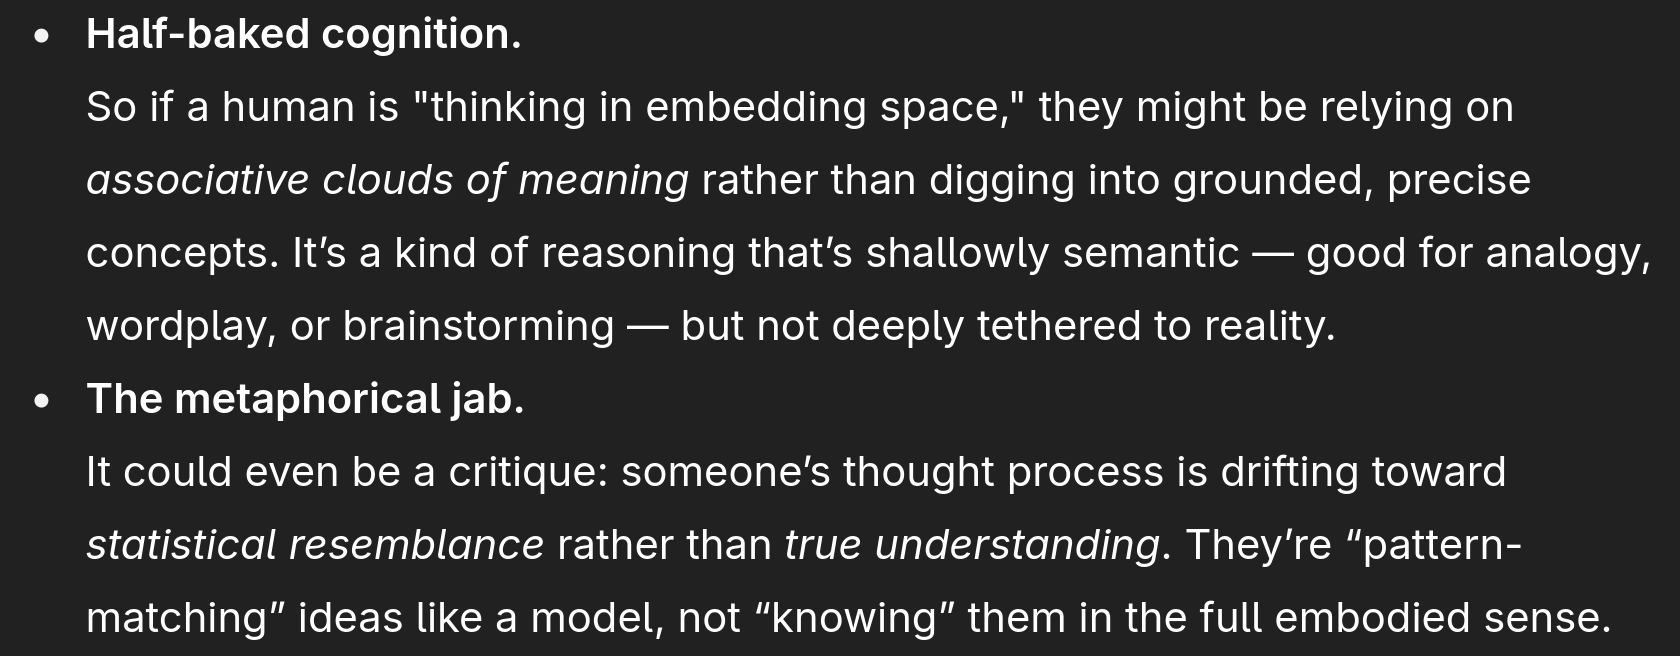 • Half-baked cognition.
So if a human is "thinking in embedding space," they might be relying on
associative clouds of meaning rather than digging into grounded, precise
concepts. It’s a kind of reasoning that’s shallowly semantic — good for analogy,
wordplay, or brainstorming — but not deeply tethered to reality.
• The metaphorical jab.
It could even be a critique: someone’s thought process is drifting toward
statistical resemblance rather than true understanding. They’re “pattern-
matching” ideas like a model, not “knowing” them in the full embodied sense.